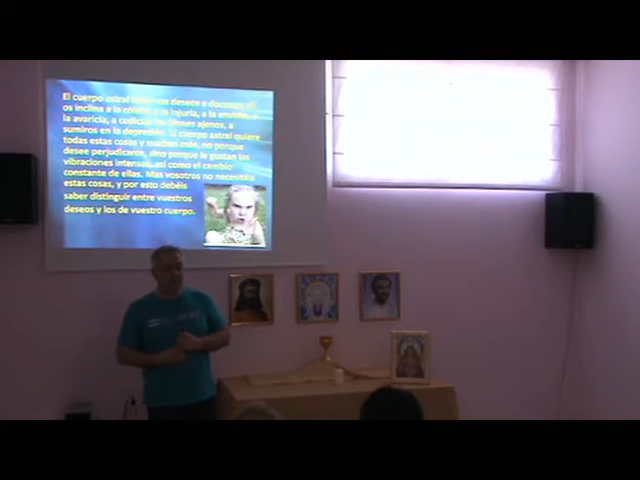 El cuerpo astral tiene sus deseos e
os inclina a la cólera, a la injuria, a la envidia, a
la avaricia, a codiciar los bienes ajenos, a
sumiros en la depresión. El cuerpo astral quiere
todas estas cosas y muchas más, no porque
desee perjudicaros, sino porque le gustan las
vibraciones intensas, así como el cambio
constante de ellas. Mas vosotros no necesitáis
estas cosas, y por esto debéis
saber distinguir entre vuestros
deseos y los de vuestro cuerpo.